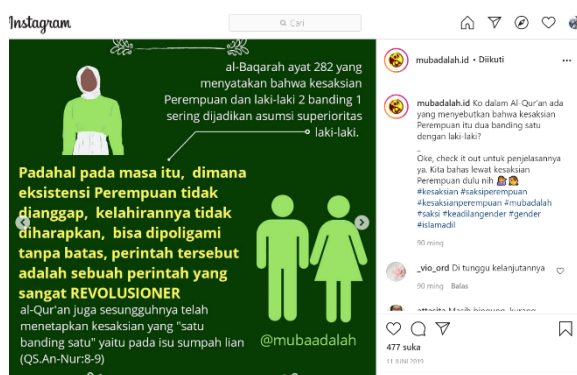 Instagram
Cari
al-Baqarah ayat 282 yang
menyatakan bahwa kesaksian
Perempuan dan laki-laki 2 banding 1
sering dijadikan asumsi superioritas
laki-laki.
Padahal pada masa itu, dimana
eksistensi Perempuan tidak
dianggap, kelahirannya tidak
diharapkan, bisa dipoligami
tanpa batas, perintah tersebut
adalah sebuah perintah yang
sangat REVOLUSIONER
al-Qur'an juga sesungguhnya telah
menetapkan kesaksian yang "satu
banding satu" yaitu pada isu sumpah lian
(QS.An-Nur:8-9)
@mubaadalah
mubadalah.id • Diikuti
mubadalah.id Ko dalam Al-Qur'an ada
yang menyebutkan bahwa kesaksian
Perempuan itu dua banding satu
dengan laki-laki?
_
Oke, check it out untuk penjelasannya
ya. Kita bahas lewat kesaksian
Perempuan dulu nih
#kesaksian #saksiperempuan
#kesaksianperempuan #mubadalah
#saksi #keadilangender #gender
#islamadil
90 ming
_vio_ord Di tunggu kelanjutannya
90 ming Balas
477 suka
11 JUNI 2019